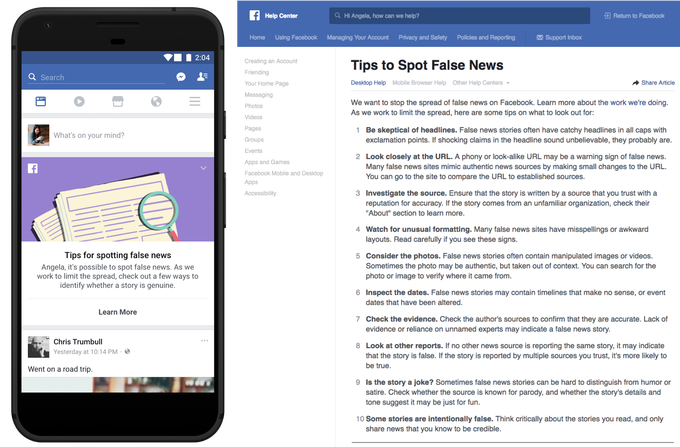 2:04
Search
What's on your mind?
Tips for spotting false news
Angela, it's possible to spot false news. As we
work to limit the spread, check out a few ways to
identify whether a story is genuine.
Learn More
Chris Trumbull
Yesterday at 10:14 PM ·
Went on a road trip.
Help Center
Hi Angela, how can we help?
Return to Facebook
Home Using Facebook Managing Your Account Privacy and Safety Policies and Reporting Support Inbox
Creating an Account
Friending
Your Home Page
Messaging
Photos
Videos
Pages
Groups
Events
Apps and Games
Facebook Mobile and Desktop
Apps
Accessibility
Tips to Spot False News
Desktop Help Mobile Browser Help Other Help Centers Share Article
We want to stop the spread of false news on Facebook. Learn more about the work we're doing.
As we work to limit the spread, here are some tips on what to look out for:
1 Be skeptical of headlines. False news stories often have catchy headlines in all caps with
exclamation points. If shocking claims in the headline sound unbelievable, they probably are.
2 Look closely at the URL. A phony or look-alike URL may be a warning sign of false news.
Many false news sites mimic authentic news sources by making small changes to the URL.
You can go to the site to compare the URL to established sources.
3 Investigate the source. Ensure that the story is written by a source that you trust with a
reputation for accuracy. If the story comes from an unfamiliar organization, check their
"About" section to learn more.
4 Watch for unusual formatting. Many false news sites have misspellings or awkward
layouts. Read carefully if you see these signs.
5 Consider the photos. False news stories often contain manipulated images or videos.
Sometimes the photo may be authentic, but taken out of context. You can search for the
photo or image to verify where it came from.
6 Inspect the dates. False news stories may contain timelines that make no sense, or event
dates that have been altered.
7 Check the evidence. Check the author's sources to confirm that they are accurate. Lack of
evidence or reliance on unnamed experts may indicate a false news story.
8 Look at other reports. If no other news source is reporting the same story, it may indicate
that the story is false. If the story is reported by multiple sources you trust, it's more likely to
be true.
9 Is the story a joke? Sometimes false news stories can be hard to distinguish from humor or
satire. Check whether the source is known for parody, and whether the story's details and
tone suggest it may be just for fun.
10 Some stories are intentionally false. Think critically about the stories you read, and only
share news that you know to be credible.